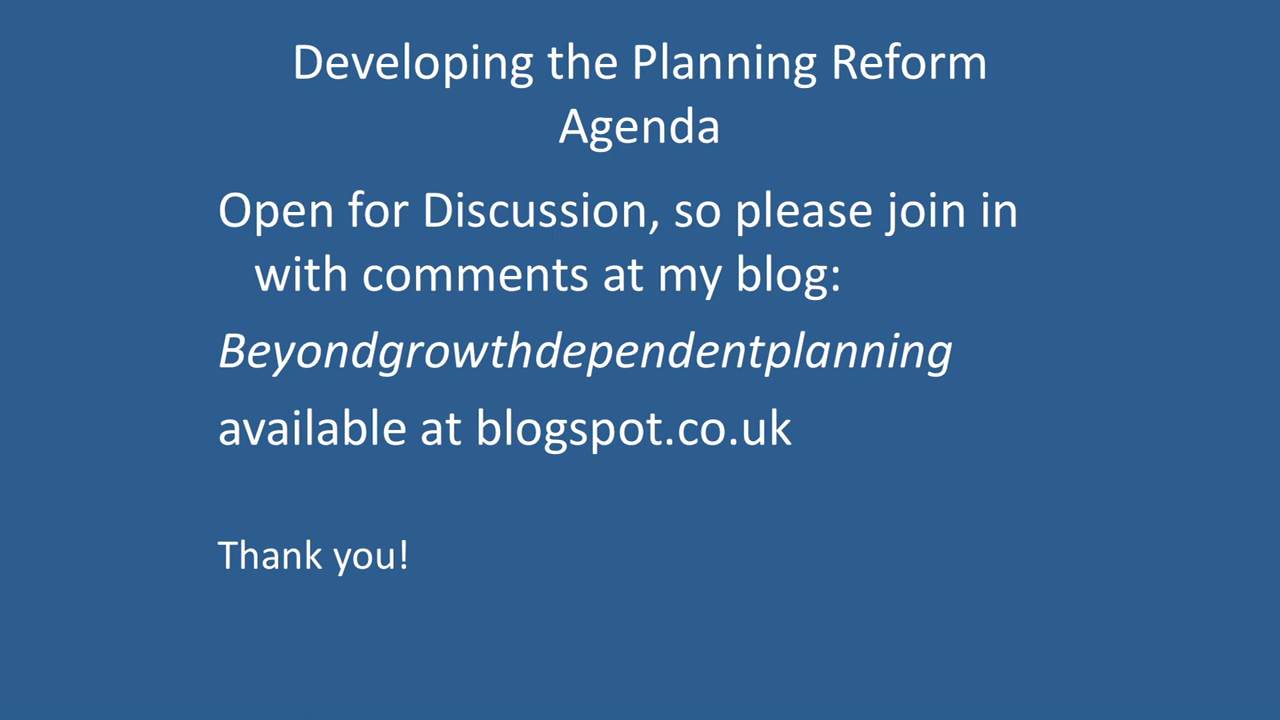 Developing the Planning Reform
Agenda
Open for Discussion, so please join in
with comments at my blog:
Beyondgrowthdependentplanning
available at blogspot.co.uk
Thank you!